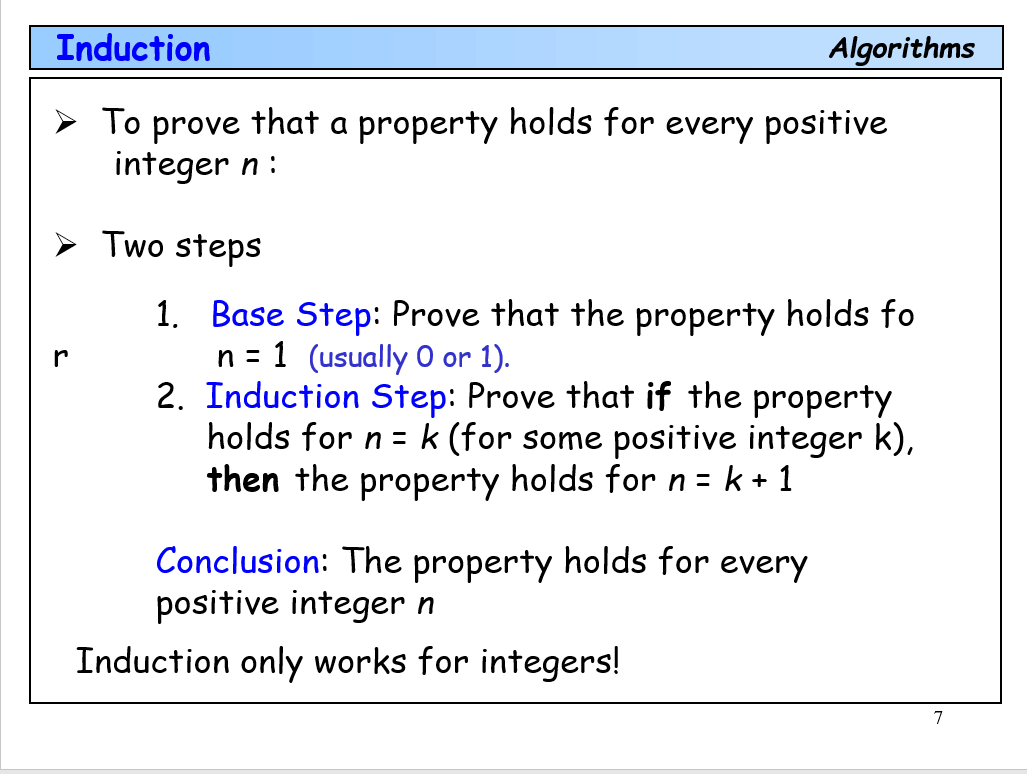 Induction
Algorithms
➢ To prove that a property holds for every positive
integer n :
➢ Two steps
1. Base Step: Prove that the property holds fo
r n = 1 (usually 0 or 1).
2. Induction Step: Prove that if the property
holds for n = k (for some positive integer k),
then the property holds for n = k + 1
Conclusion: The property holds for every
positive integer n
Induction only works for integers!
7